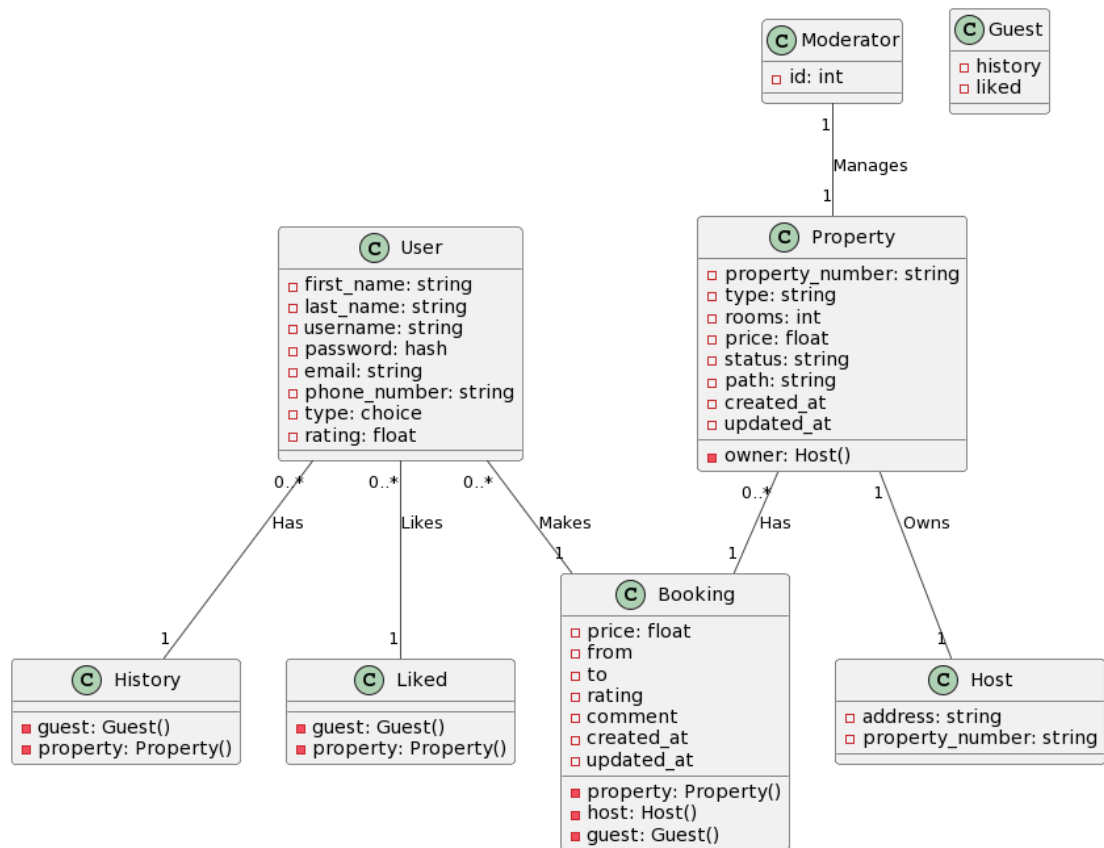 C Moderator
id: int
C Guest
history
liked
1
Manages
1
C User
first_name: string
last_name: string
username: string
password: hash
email: string
phone_number: string
type: choice
rating: float
C Property
property_number: string
type: string
rooms: int
price: float
status: string
path: string
created_at
updated_at
owner: Host()
0..*
0..*
0..*
0..*
1
Has
Likes
Makes
Has
Owns
1
1
1
1
1
C History
guest: Guest()
property: Property()
C Liked
guest: Guest()
property: Property()
C Booking
price: float
from
to
rating
comment
created_at
updated_at
property: Property()
host: Host()
guest: Guest()
C Host
address: string
property_number: string